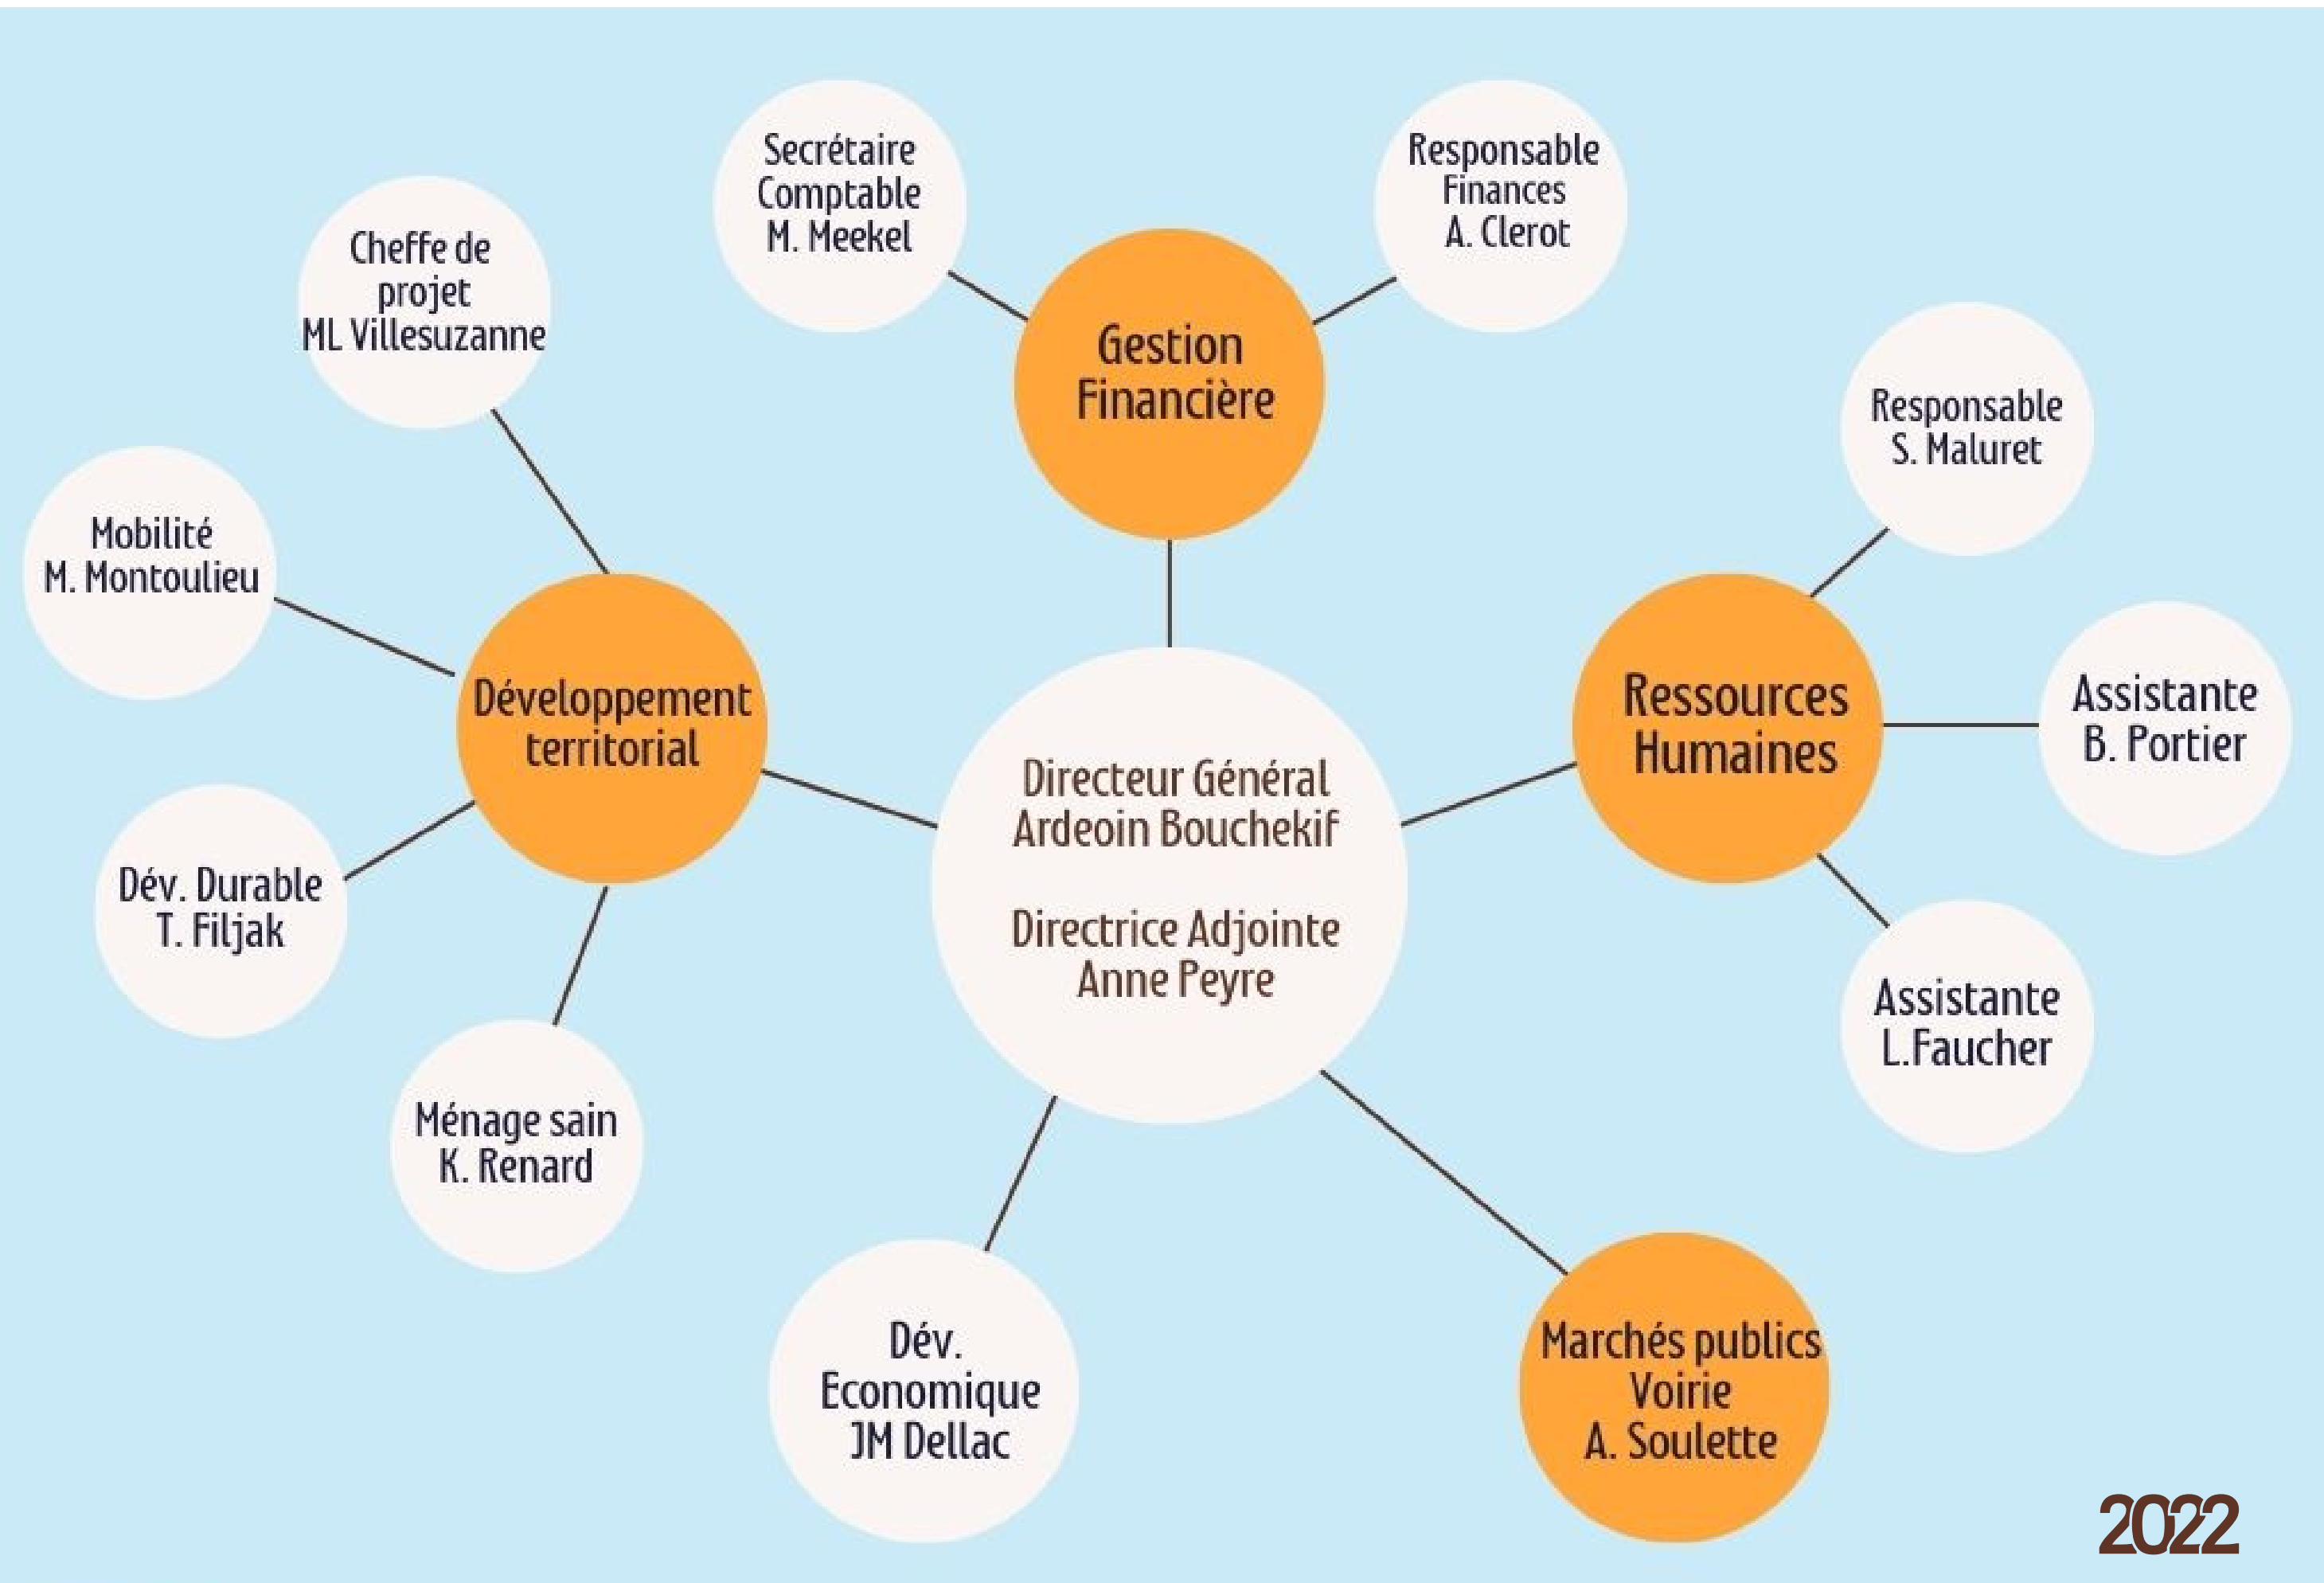 Secrétaire
Comptable
M. Meekel
Responsable
Finances
A. Clerot
Cheffe de
projet
ML Villesuzanne
Gestion
Financière
Responsable
S. Maluret
Mobilité
M. Montoulieu
Développement
territorial
Ressources
Humaines
Assistante
B. Portier
Directeur Général
Ardeoin Bouchekif
Directrice Adjointe
Anne Peyre
Dév. Durable
T. Filjak
Assistante
L.Faucher
Ménage sain
K. Renard
Dév.
Economique
JM Dellac
Marchés publics
Voirie
A. Soulette
2022